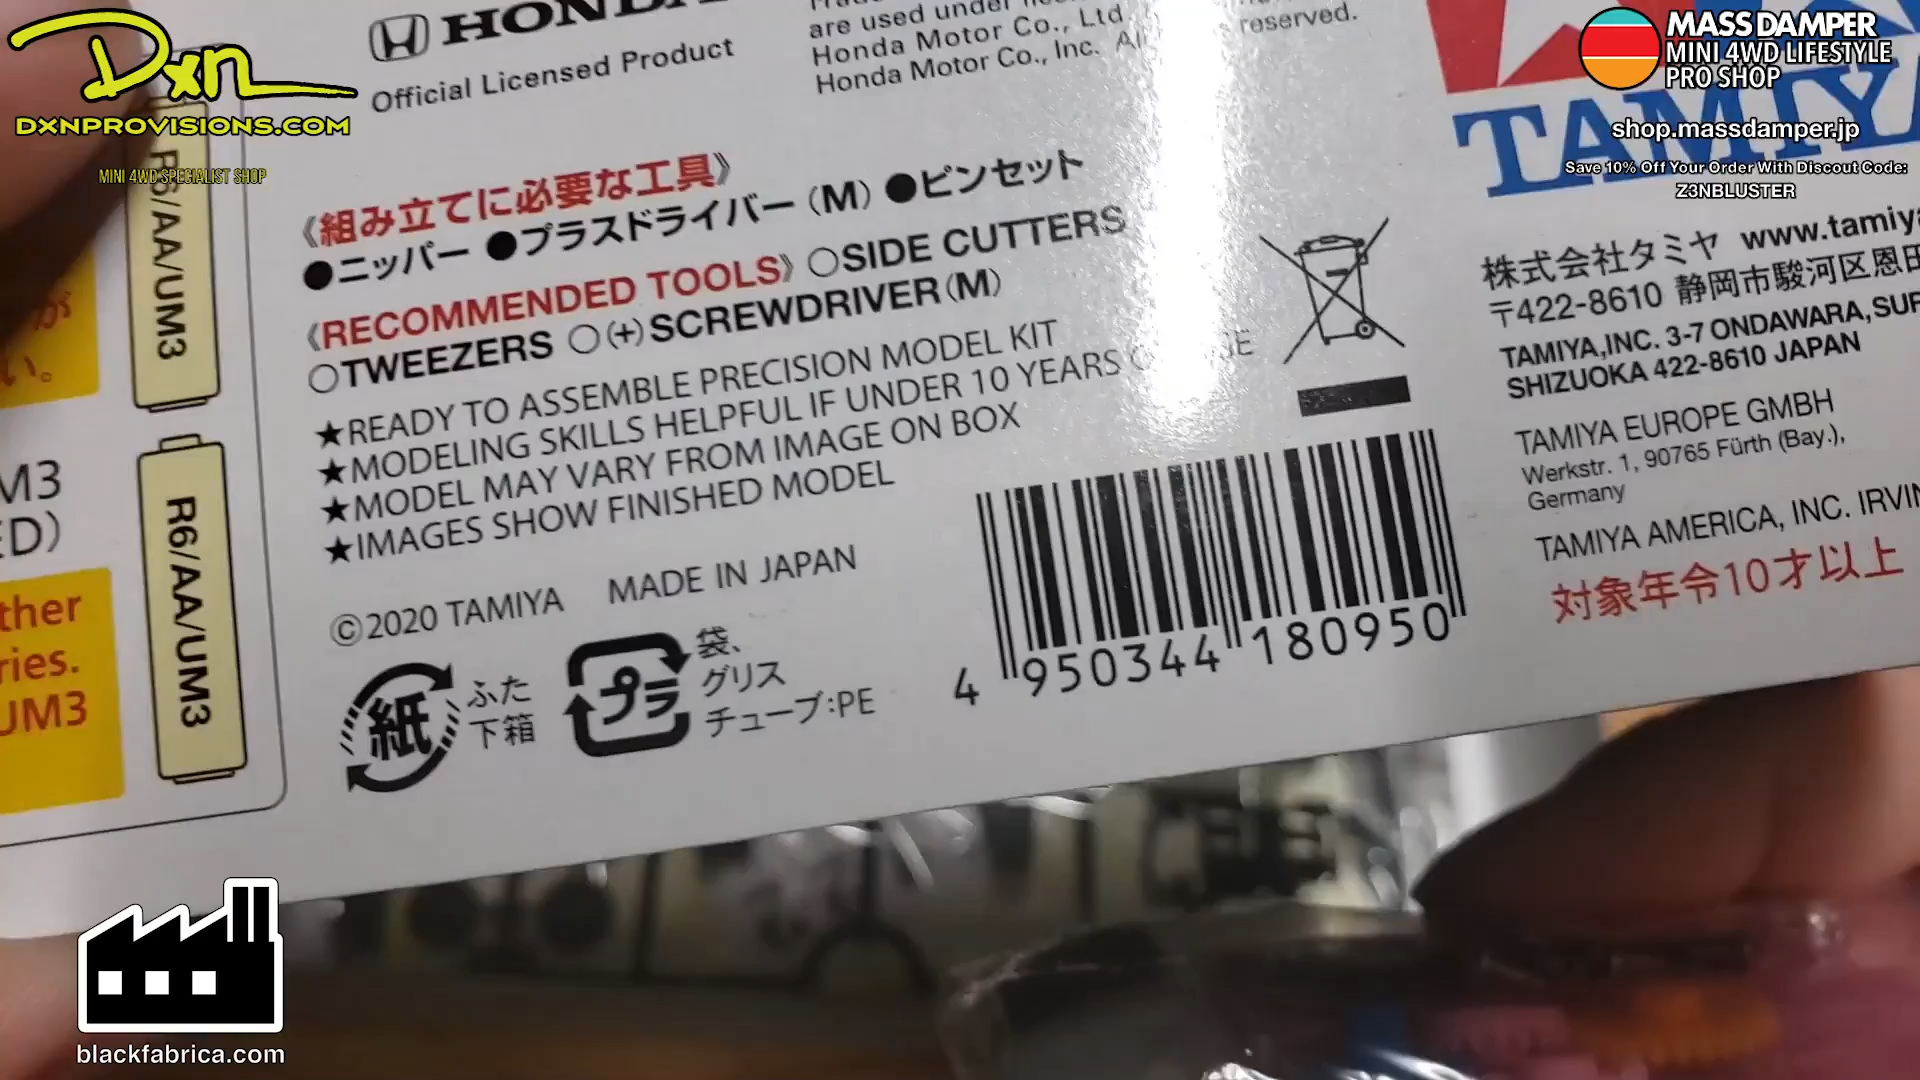 Dxn
DXNPROVISIONS.COM
MINI 4WD SPECIALIST SHOP
HONDA
Official Licensed Product
are used under
Honda Motor Co., Ltd
Honda Motor Co., Inc.
reserved.
MASS DAMPER
MINI 4WD LIFESTYLE
PRO SHOP
shop.massdamper.jp
Save 10% Off Your Order With Discout Code:
Z3NBLUSTER
TAMIYA
R6/AA/UM3
《組み立てに必要な工具》
●ニッパー ●プラスドライバー(M) ●ピンセット
《RECOMMENDED TOOLS》 ○SIDE CUTTERS
○TWEEZERS ○(+)SCREWDRIVER(M)
★READY TO ASSEMBLE PRECISION MODEL KIT
★MODELING SKILLS HELPFUL IF UNDER 10 YEARS
★MODEL MAY VARY FROM IMAGE ON BOX
★IMAGES SHOW FINISHED MODEL
©2020 TAMIYA MADE IN JAPAN
紙
ふた
下箱
プラ
袋、
グリス
チューブ:PE
4 950344 180950
株式会社タミヤ www.tamiya
〒422-8610 静岡市駿河区恩田
TAMIYA,INC. 3-7 ONDAWARA,
SHIZUOKA 422-8610 JAPAN
TAMIYA EUROPE GMBH
Werkstr. 1, 90765 Fürth (Bay.),
Germany
TAMIYA AMERICA, INC.
対象年令10才以上
R6/AA/UM3
blackfabrica.com